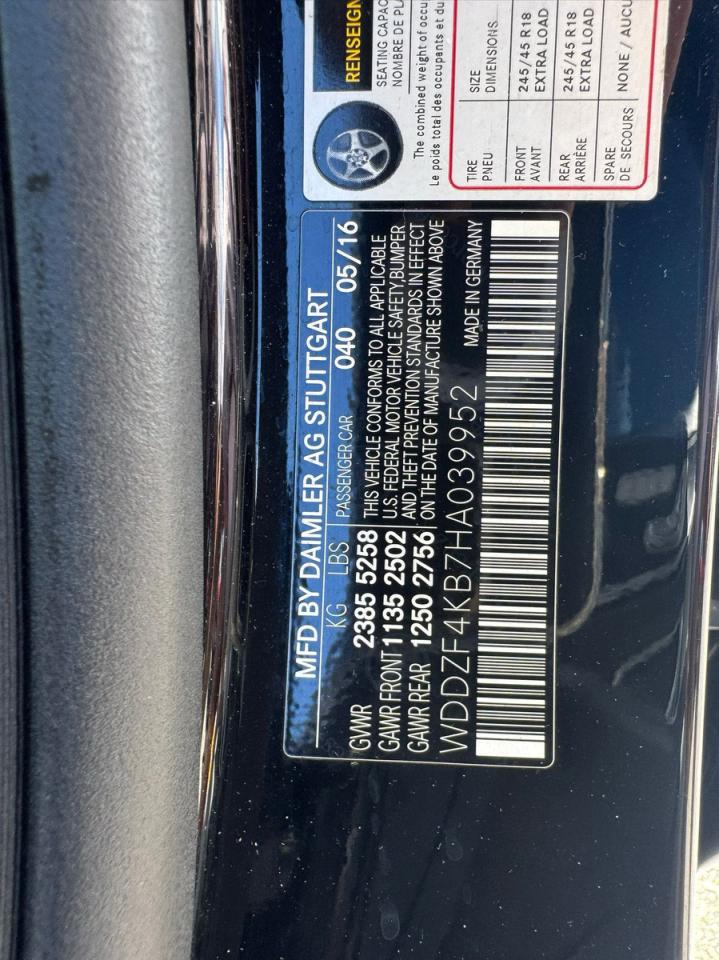 MFD BY DAIMLER AG STUTTGART
KG LBS PASSENGER CAR 040 05/16
GVWR 2385 5258
GAWR FRONT 1135 2502
GAWR REAR 1250 2756
THIS VEHICLE CONFORMS TO ALL APPLICABLE
U.S. FEDERAL MOTOR VEHICLE SAFETY, BUMPER
AND THEFT PREVENTION STANDARDS IN EFFECT
ON THE DATE OF MANUFACTURE SHOWN ABOVE
WDDZF4KB7HA039952 MADE IN GERMANY
SEATING CAPAC
NOMBRE DE PL
The combined weight of occu
Le poids total des occupants et du
TIRE SIZE
PNEU DIMENSIONS
FRONT 245/45 R18
AVANT EXTRA LOAD
REAR 245/45 R18
ARRIÈRE EXTRA LOAD
SPARE NONE / AUCU
DE SECOURS
RENSEIGN